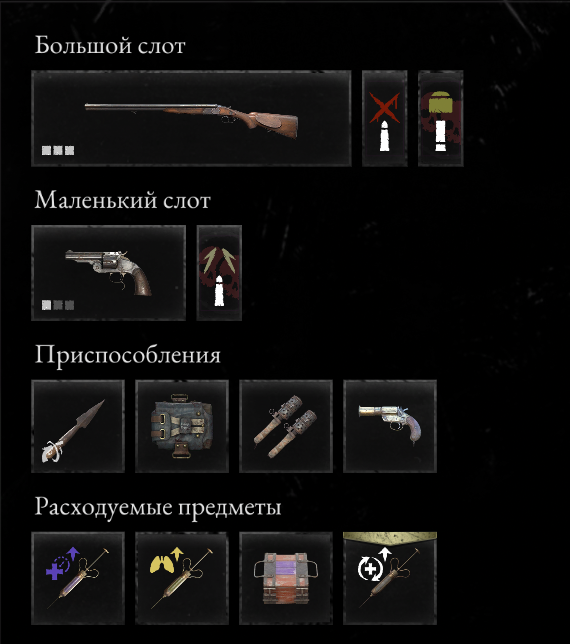 Большой слот
Маленький слот
Приспособления
Расходуемые предметы